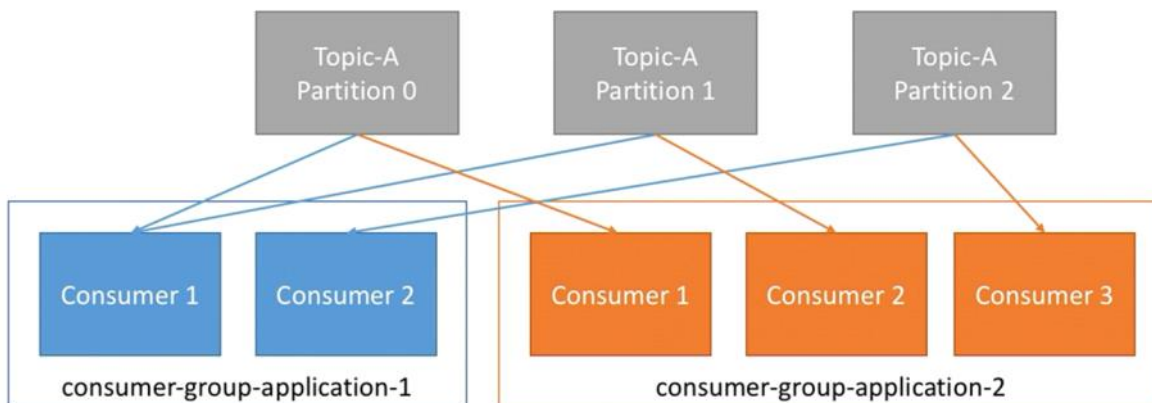 Topic-A
Partition 0
Topic-A
Partition 1
Topic-A
Partition 2
Consumer 1
Consumer 2
consumer-group-application-1
Consumer 1
Consumer 2
Consumer 3
consumer-group-application-2